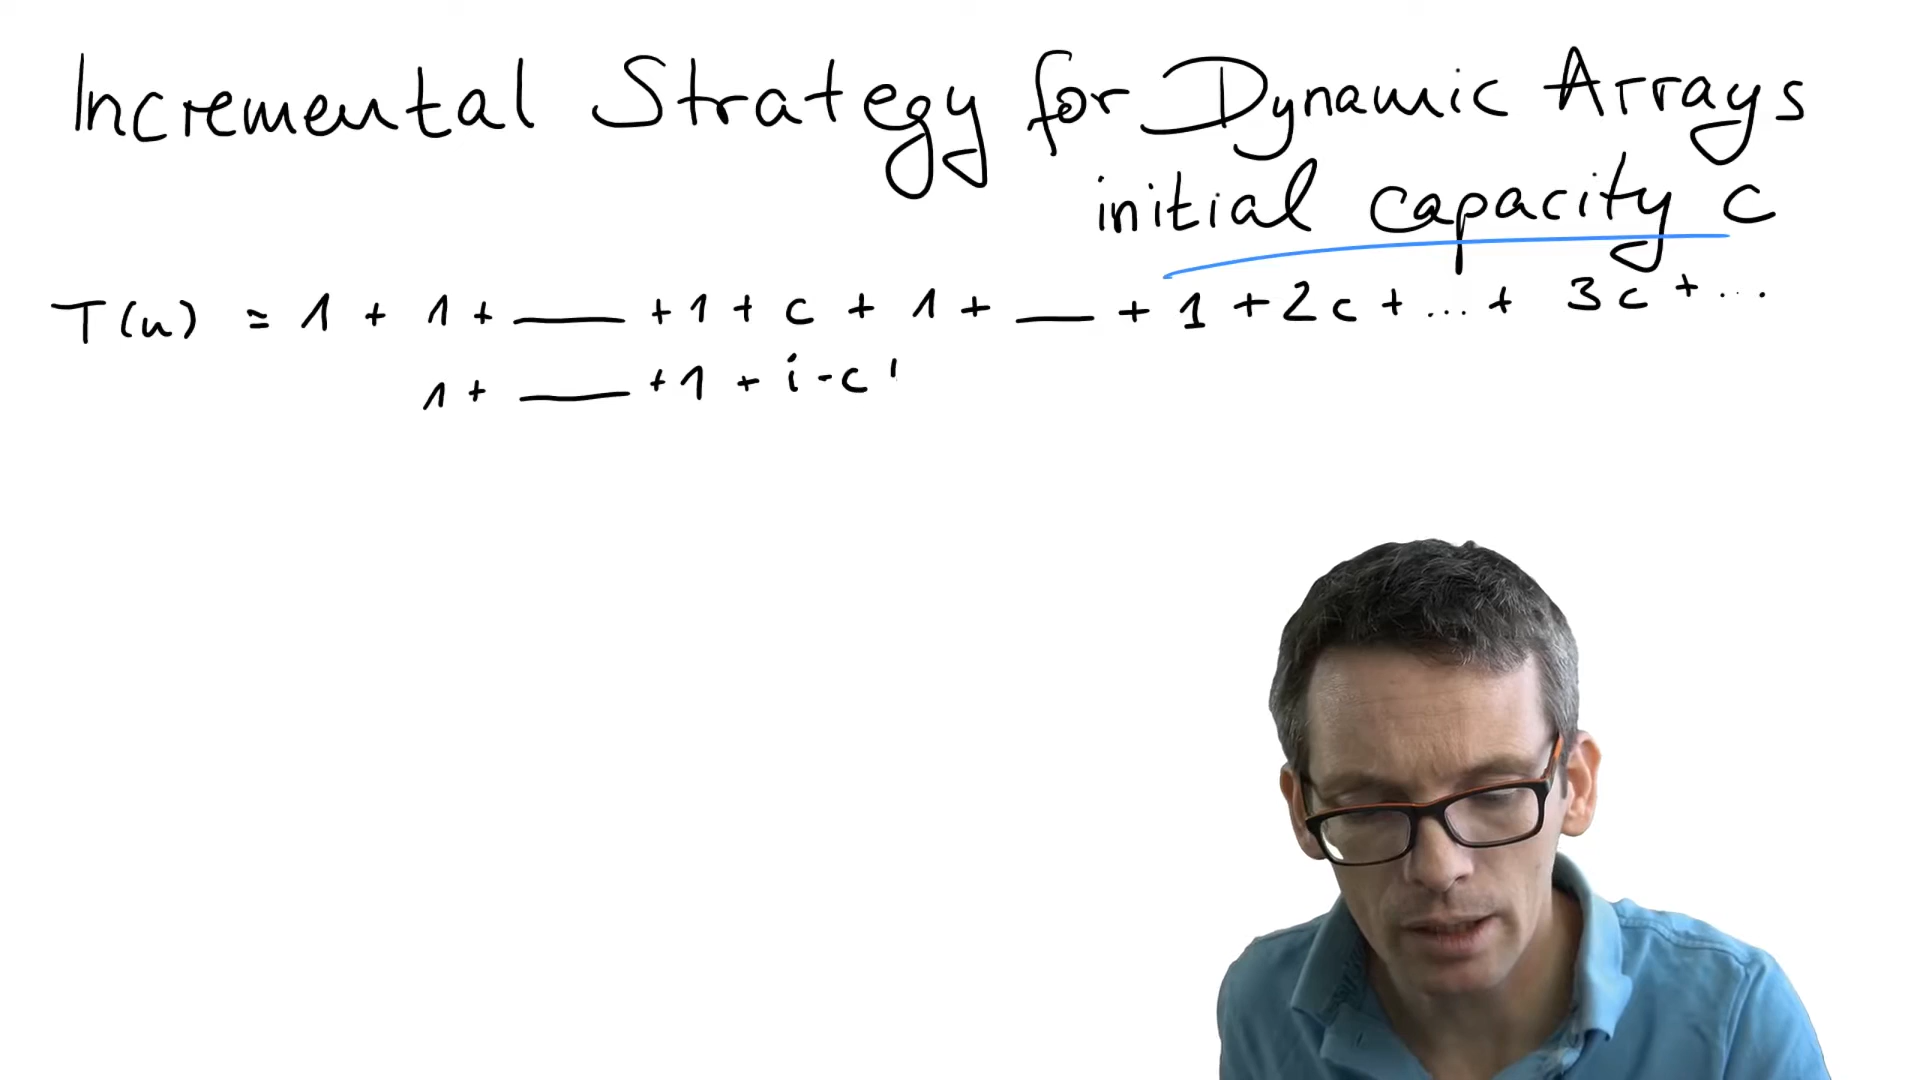 Incremental Strategy for Dynamic Arrays
initial capacity c
T(n) = 1 + 1 + ___ + 1 + c + 1 + ___ + 1 + 2c + ... + 3c + ...
1 + ___ + 1 + i·c